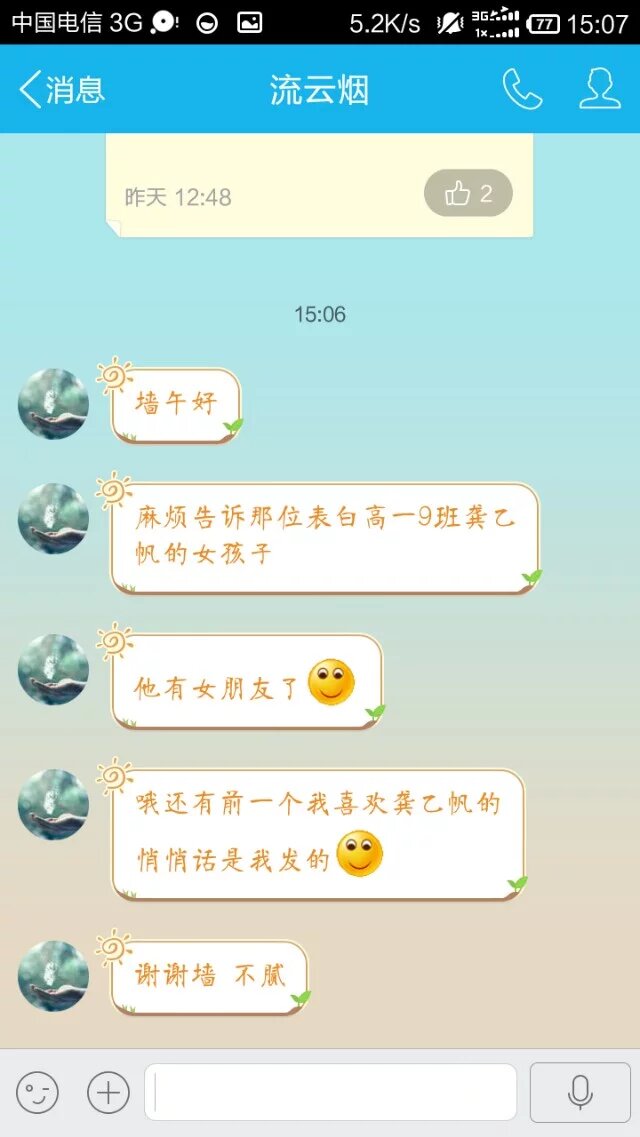 中国电信 3G 5.2K/s 3G 1x 77 15:07
消息 流云烟
昨天 12:48 2
15:06
墙午好
麻烦告诉那位表白高一9班龚乙
帆的女孩子
他有女朋友了
哦还有前一个我喜欢龚乙帆的
悄悄话是我发的
谢谢墙 不腻